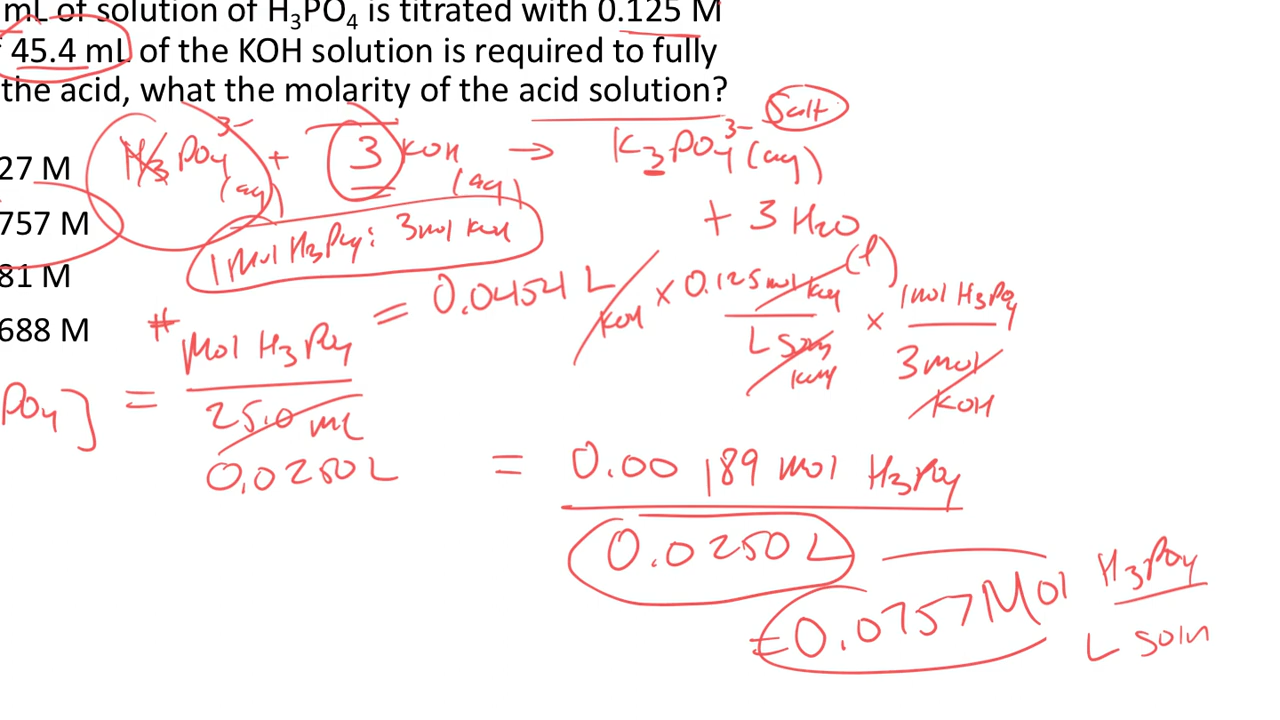 mL of solution of H₃PO₄ is titrated with 0.125 M
45.4 mL of the KOH solution is required to fully
the acid, what the molarity of the acid solution?
Salt
H₃PO₄³⁻ (aq) + 3 KOH (aq) → K₃PO₄³⁻ (aq)
+ 3 H₂O (l)
27 M
757 M
81 M
688 M
1 mol H₃PO₄ : 3 mol KOH
# mol H₃PO₄ = 0.0454 L KOH × 0.125 mol KOH / L soln KOH × 1 mol H₃PO₄ / 3 mol KOH
PO₄] = 25.0 mL
0.0250 L
= 0.00189 mol H₃PO₄
0.0250 L
= 0.0757 Mol H₃PO₄
L soln